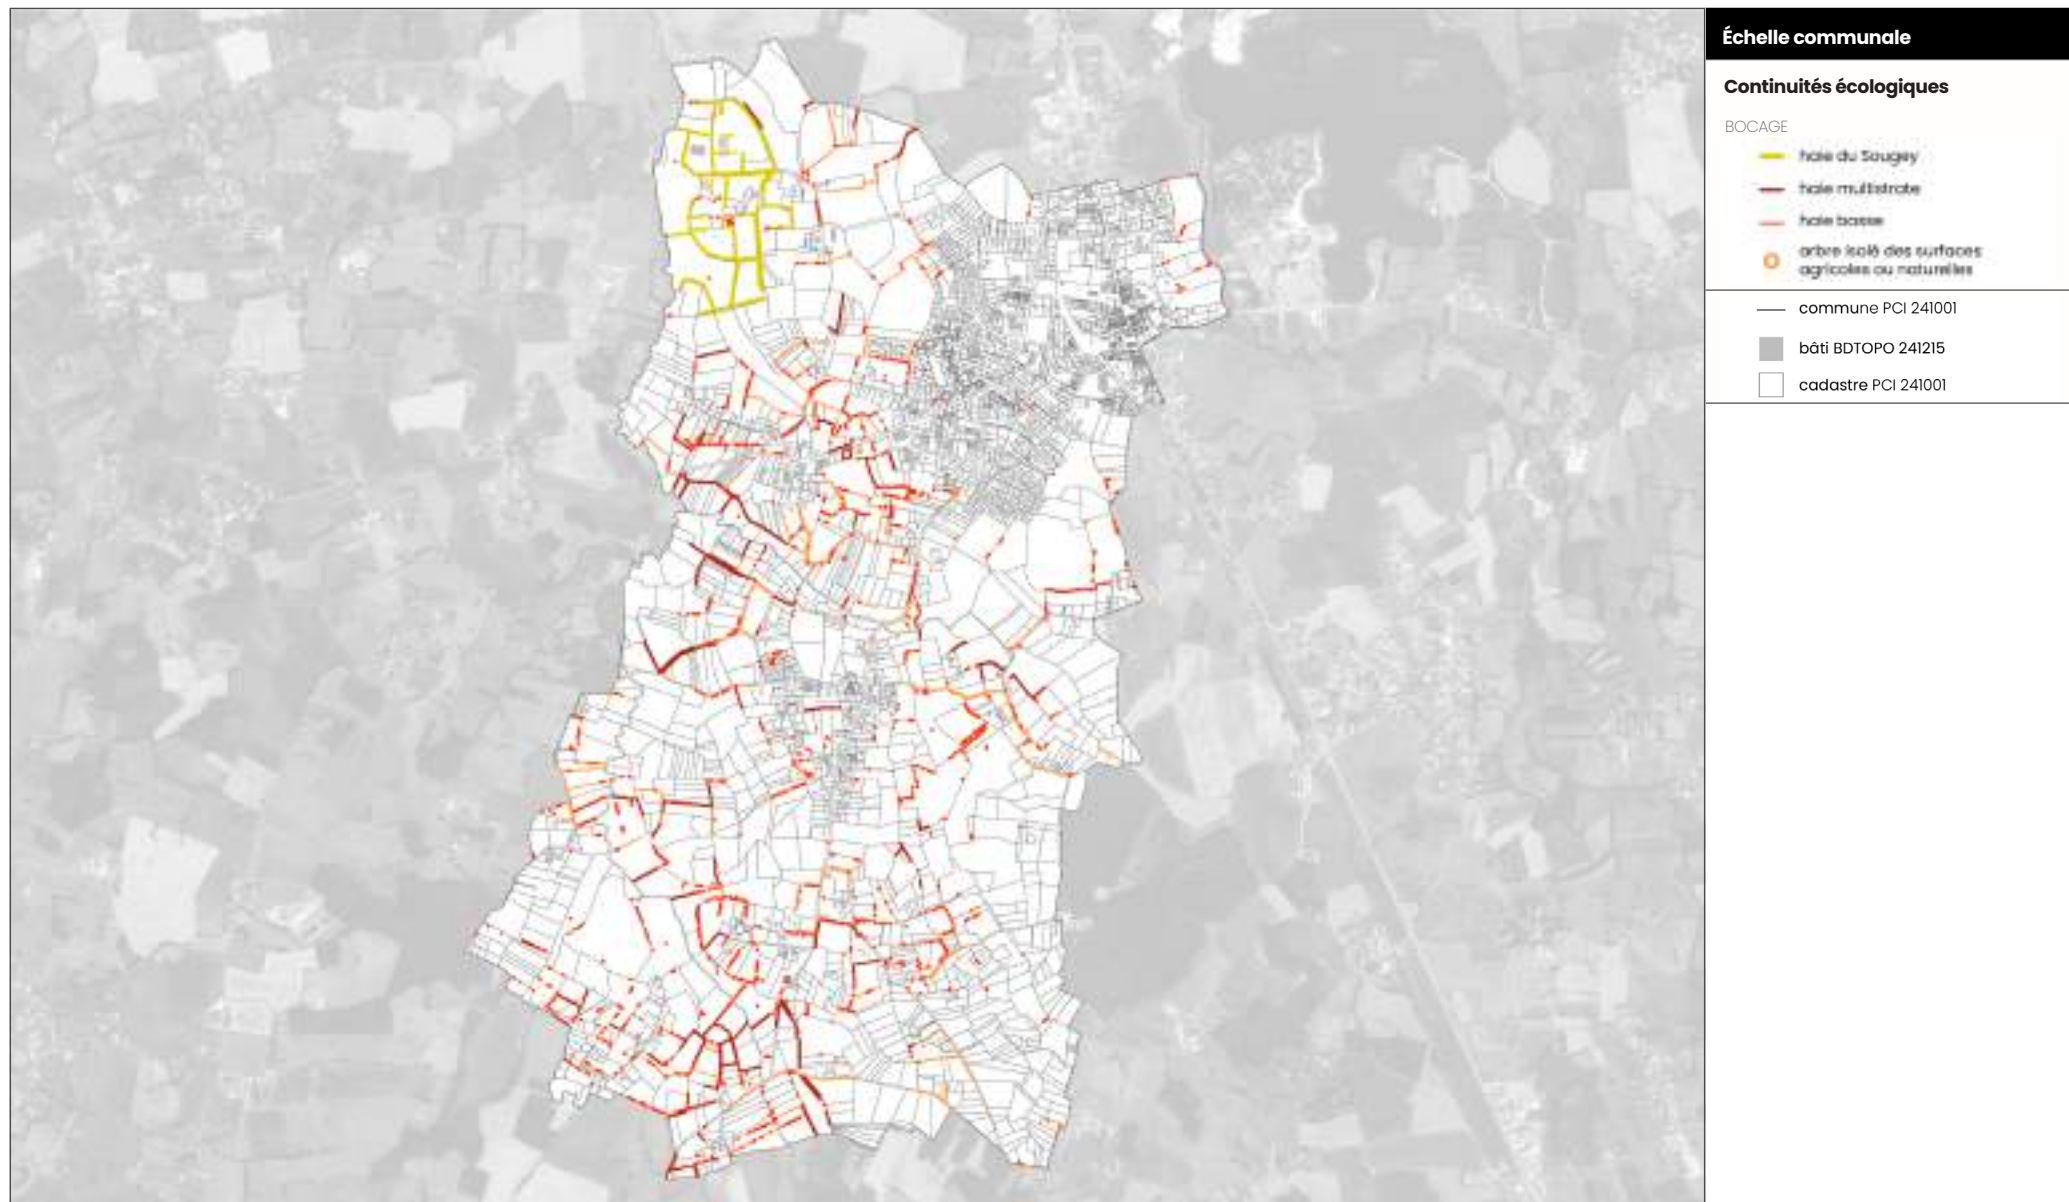 Échelle communale
Continuités écologiques
BOCAGE
haie du Sougey
haie multistrate
haie basse
arbre isolé des surfaces
agricoles ou naturelles
commune PCI 241001
bâti BDTOPO 241215
cadastre PCI 241001